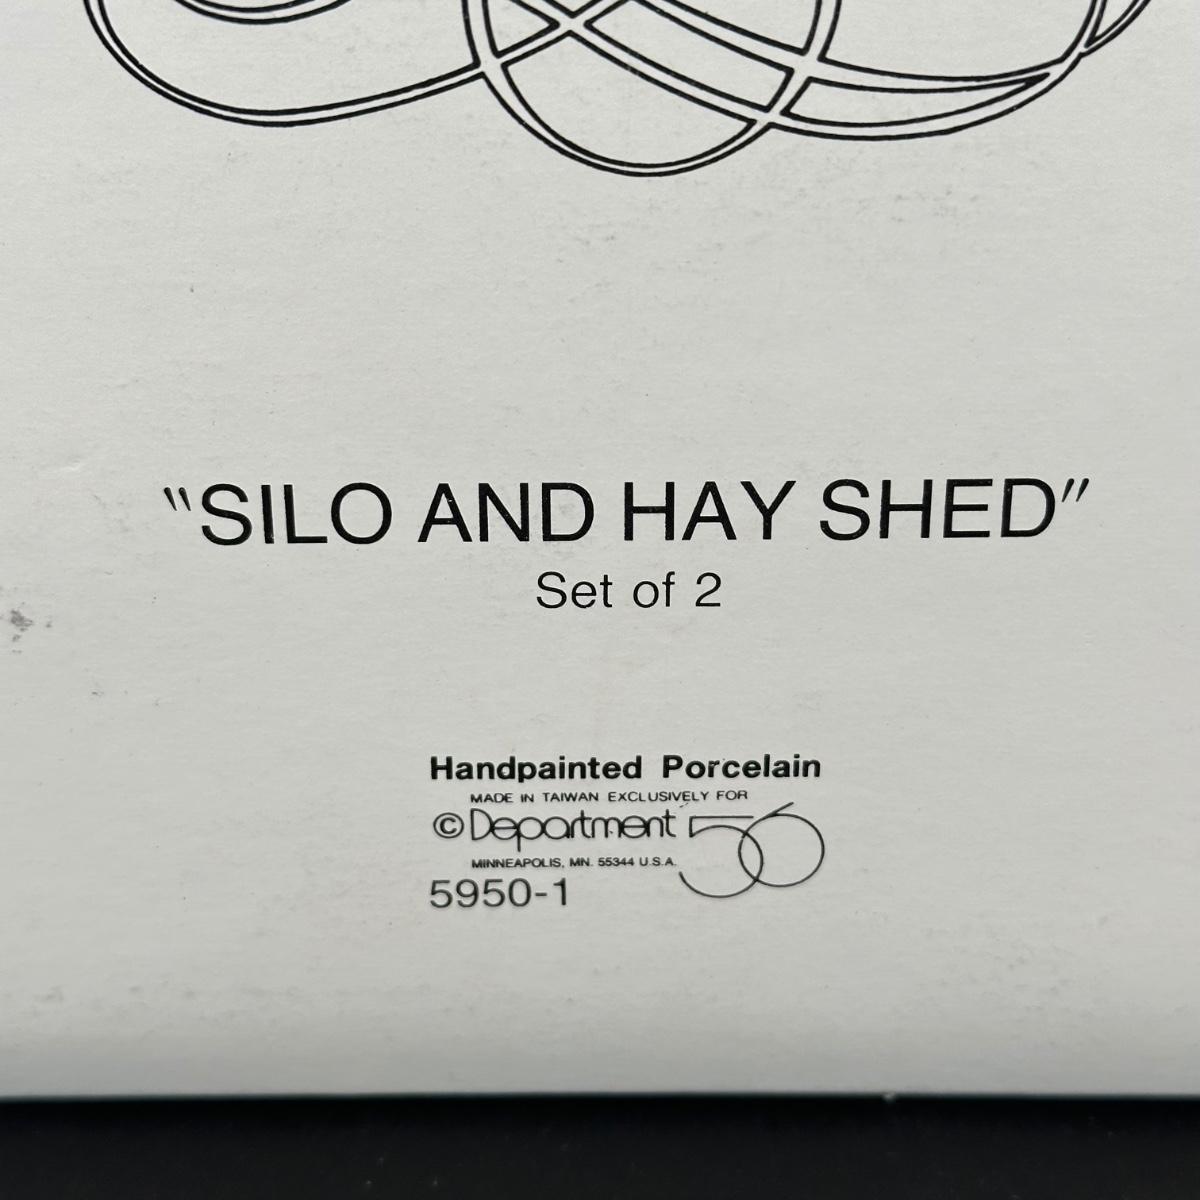 "SILO AND HAY SHED"
Set of 2
Handpainted Porcelain
MADE IN TAIWAN EXCLUSIVELY FOR
© Department 56
MINNEAPOLIS, MN. 55344 U.S.A.
5950-1